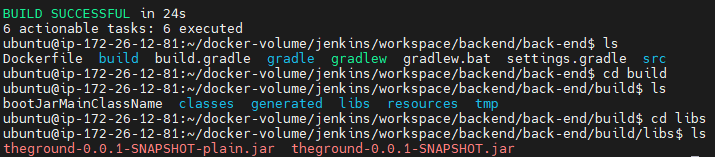 BUILD SUCCESSFUL in 24s
6 actionable tasks: 6 executed
ubuntu@ip-172-26-12-81:~/docker-volume/jenkins/workspace/backend/back-end$ ls
Dockerfile build build.gradle gradle gradlew gradlew.bat settings.gradle src
ubuntu@ip-172-26-12-81:~/docker-volume/jenkins/workspace/backend/back-end$ cd build
ubuntu@ip-172-26-12-81:~/docker-volume/jenkins/workspace/backend/back-end/build$ ls
bootJarMainClassName classes generated libs resources tmp
ubuntu@ip-172-26-12-81:~/docker-volume/jenkins/workspace/backend/back-end/build$ cd libs
ubuntu@ip-172-26-12-81:~/docker-volume/jenkins/workspace/backend/back-end/build/libs$ ls
theground-0.0.1-SNAPSHOT-plain.jar theground-0.0.1-SNAPSHOT.jar